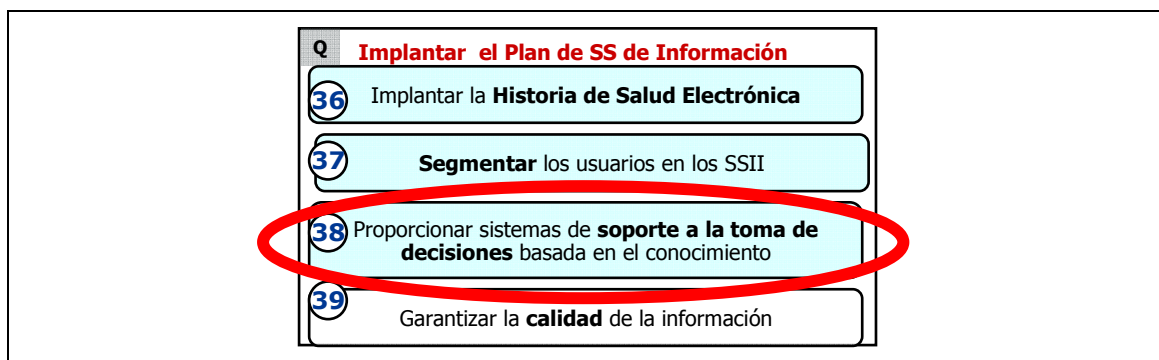 Q
Implantar el Plan de SS de Información
36
Implantar la Historia de Salud Electrónica
37
Segmentar los usuarios en los SSII
38
Proporcionar sistemas de soporte a la toma de
decisiones basada en el conocimiento
39
Garantizar la calidad de la información